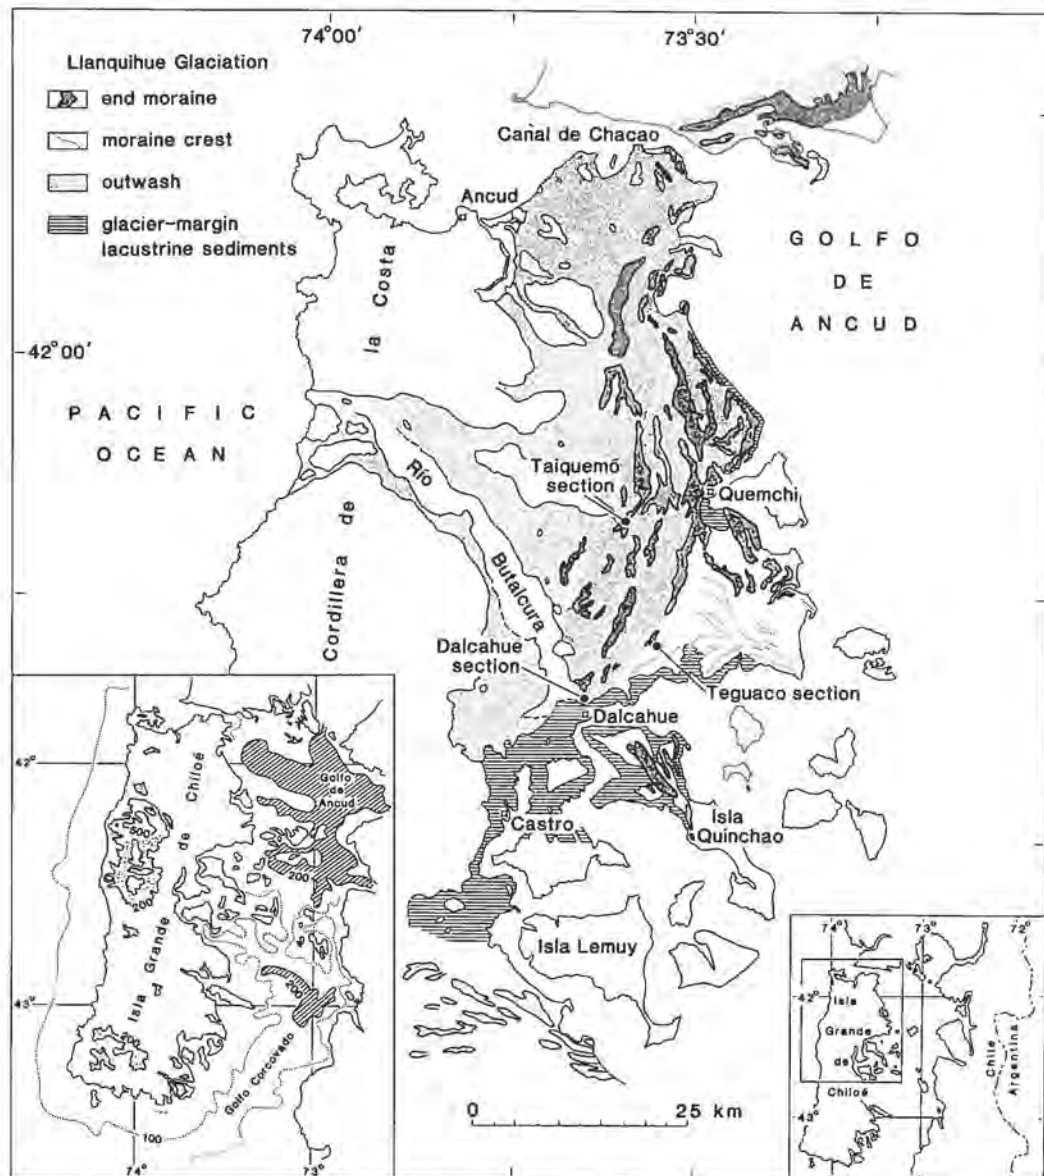 74°00′
73°30′
Llanquihue Glaciation
end moraine
moraine crest
outwash
glacier-margin
lacustrine sediments
Canal de Chacao
Ancud
GOLFO
DE
ANCUD
la Costa
42°00′
PACIFIC
OCEAN
Río
Butalcura
Taiquemó
section
Quemchi
Cordillera de
Dalcahue
section
Teguaco section
Dalcahue
Castro
Isla
Quinchao
Isla Lemuy
0 25 km
42°
43°
74°
73°
Golfo
de
Ancud
Isla Grande de Chiloé
500
200
200
200
200
100
Golfo Corcovado
74°
73°
72°
42°
43°
Isla
Grande
de
Chiloé
Chile
Argentina